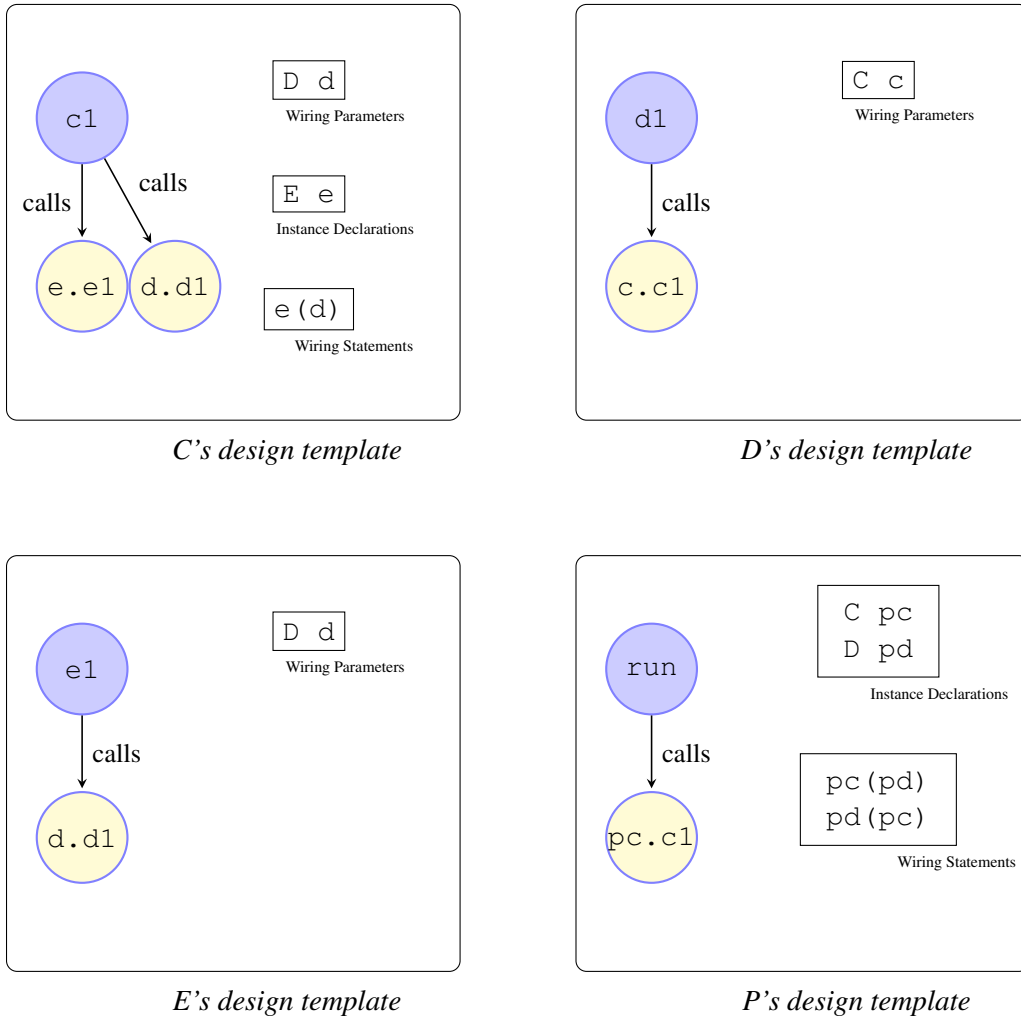 D d
Wiring Parameters
c1
calls
calls
E e
Instance Declarations
e.e1
d.d1
e(d)
Wiring Statements
C's design template
C c
Wiring Parameters
d1
calls
c.c1
D's design template
D d
Wiring Parameters
e1
calls
d.d1
E's design template
C pc
D pd
Instance Declarations
run
calls
pc(pd)
pd(pc)
Wiring Statements
pc.c1
P's design template